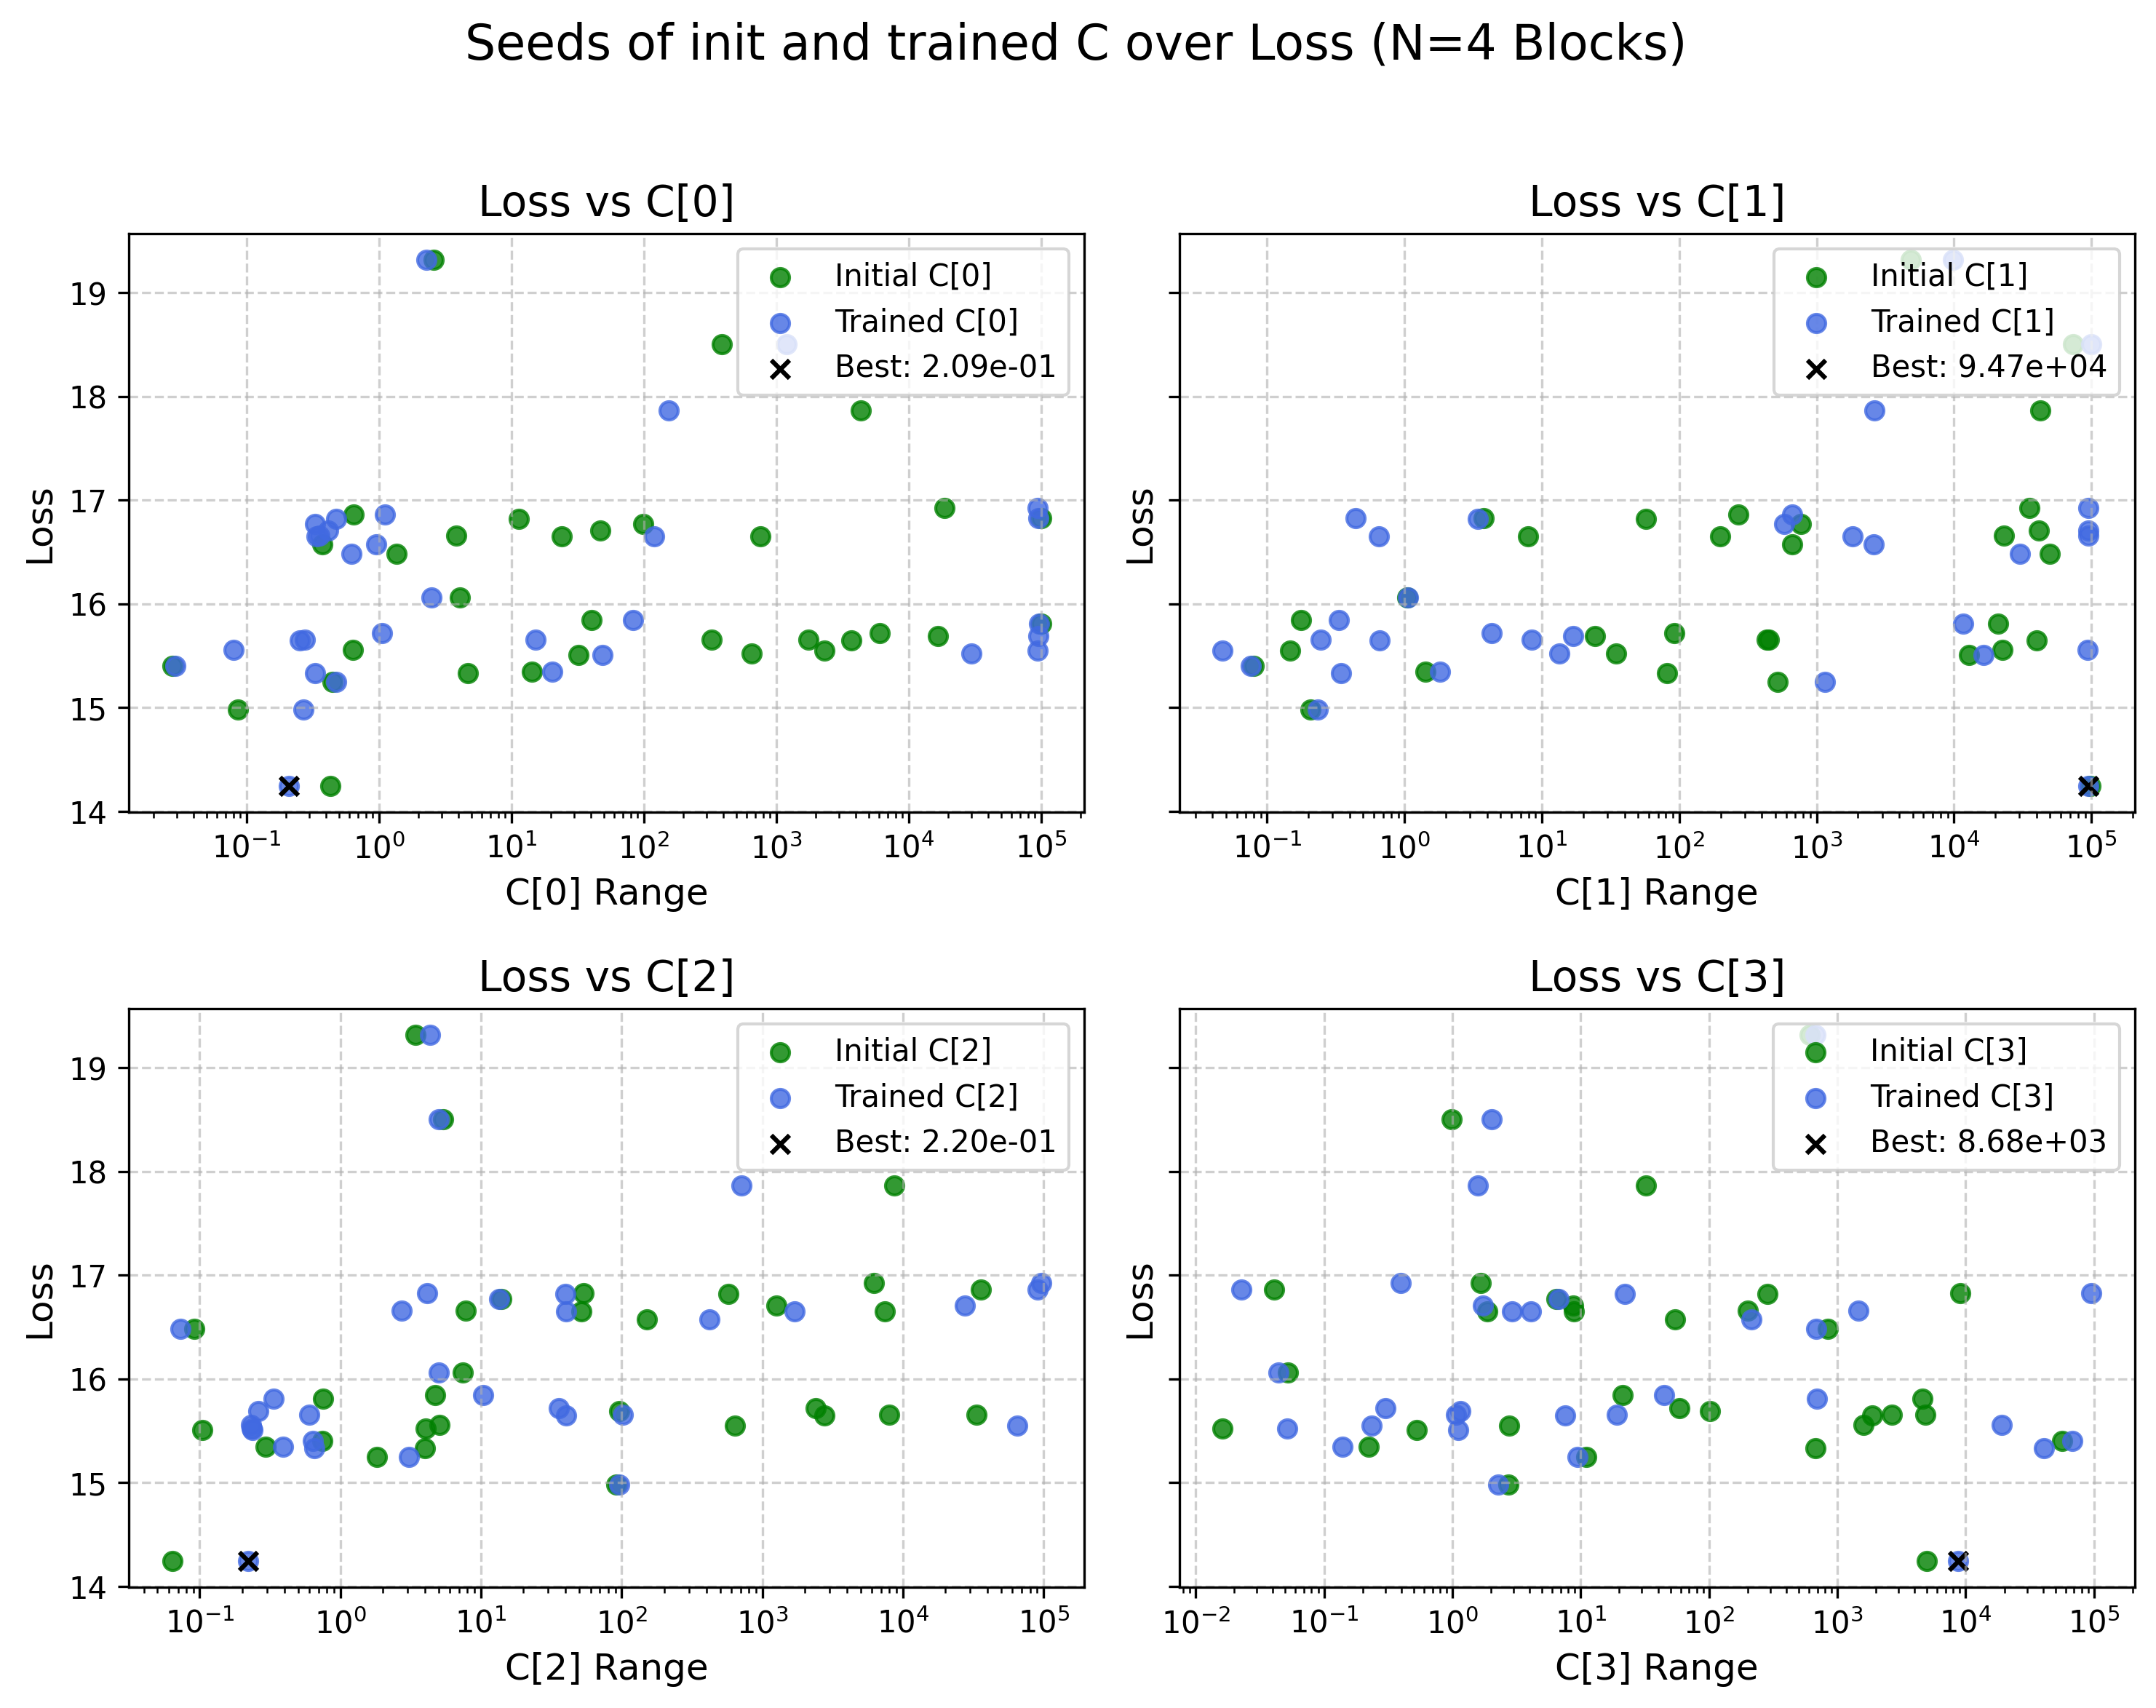 Seeds of init and trained C over Loss (N=4 Blocks)
Loss vs C[0]
Loss
19
18
17
16
15
14
Initial C[0]
Trained C[0]
Best: 2.09e-01
10⁻¹ 10⁰ 10¹ 10² 10³ 10⁴ 10⁵
C[0] Range
Loss vs C[1]
Loss
Initial C[1]
Trained C[1]
Best: 9.47e+04
10⁻¹ 10⁰ 10¹ 10² 10³ 10⁴ 10⁵
C[1] Range
Loss vs C[2]
Loss
19
18
17
16
15
14
Initial C[2]
Trained C[2]
Best: 2.20e-01
10⁻¹ 10⁰ 10¹ 10² 10³ 10⁴ 10⁵
C[2] Range
Loss vs C[3]
Loss
Initial C[3]
Trained C[3]
Best: 8.68e+03
10⁻² 10⁻¹ 10⁰ 10¹ 10² 10³ 10⁴ 10⁵
C[3] Range